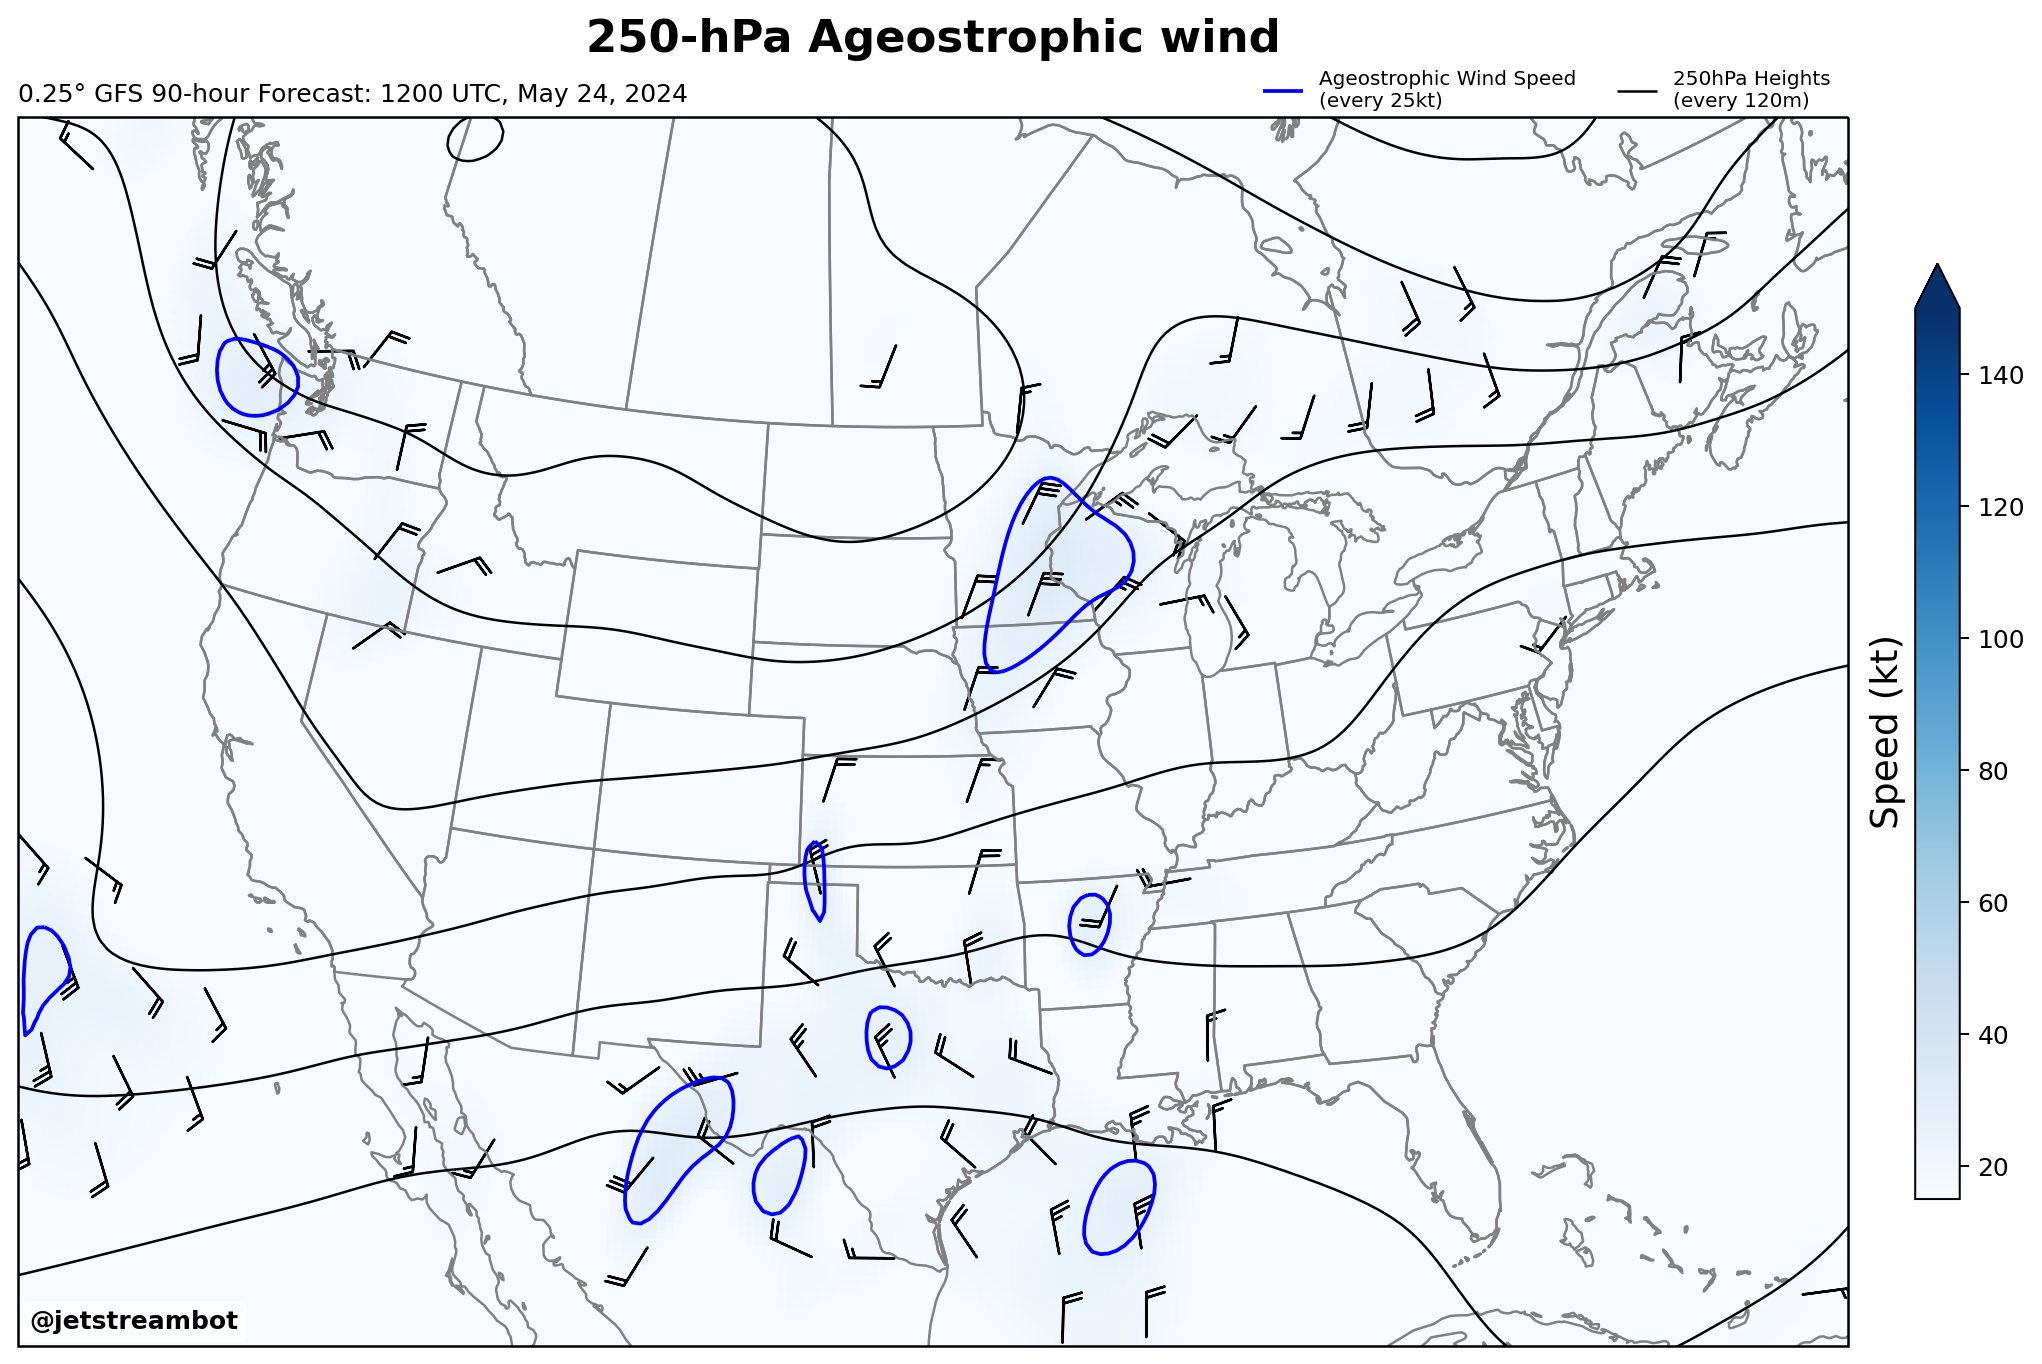 250-hPa Ageostrophic wind
0.25° GFS 90-hour Forecast: 1200 UTC, May 24, 2024
Ageostrophic Wind Speed
(every 25kt)
250hPa Heights
(every 120m)
140
120
100
80
60
40
20
Speed (kt)
@jetstreambot